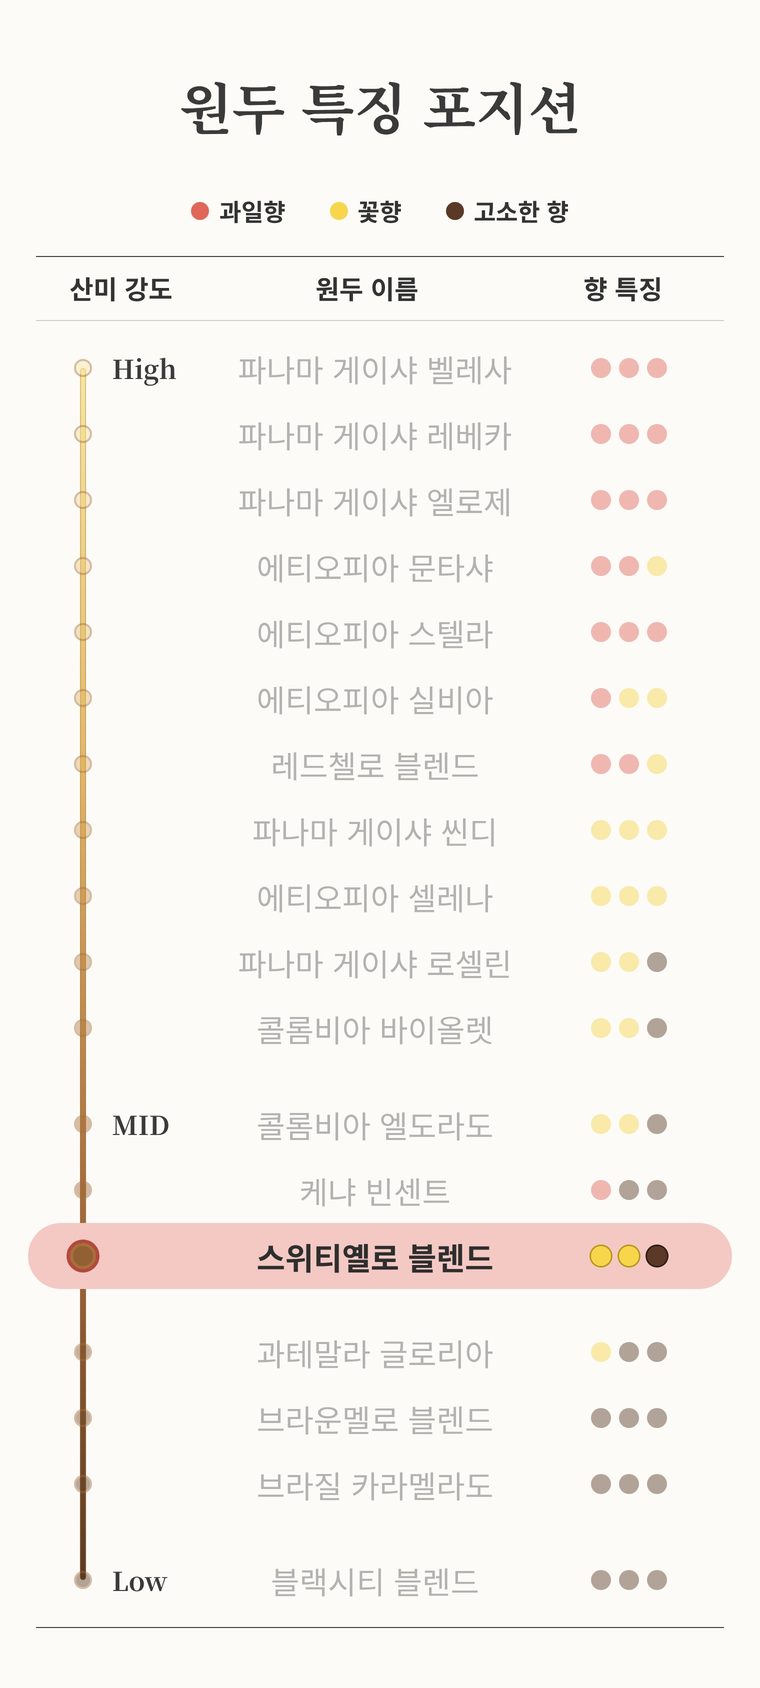 원두 특징 포지션
과일향 꽃향 고소한 향
산미 강도 원두 이름 향 특징
High 파나마 게이샤 벨레사
파나마 게이샤 레베카
파나마 게이샤 엘로제
에티오피아 문타샤
에티오피아 스텔라
에티오피아 실비아
레드첼로 블렌드
파나마 게이샤 씬디
에티오피아 셀레나
파나마 게이샤 로셀린
콜롬비아 바이올렛
MID 콜롬비아 엘도라도
케냐 빈센트
스위티옐로 블렌드
과테말라 글로리아
브라운멜로 블렌드
브라질 카라멜라도
Low 블랙시티 블렌드